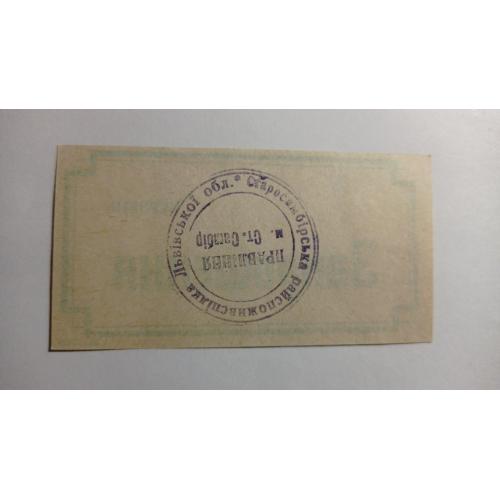 Старосамбірська райспоживспілка Львівської обл. *
ПРАВЛІННЯ
м. Ст. Самбір